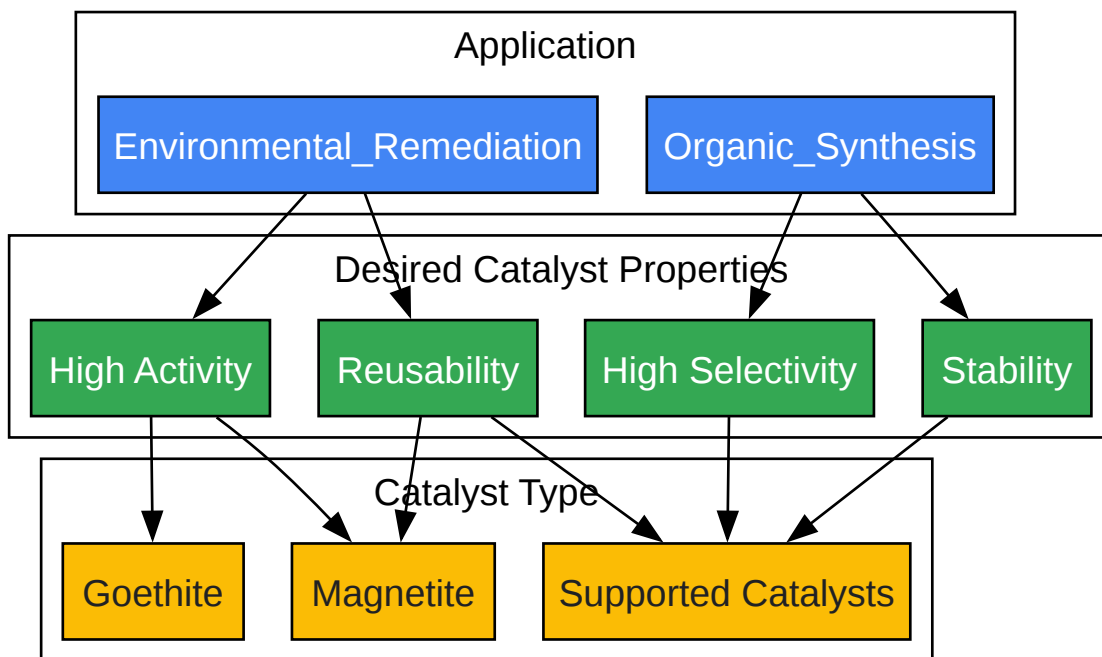 Application
Environmental_Remediation
Organic_Synthesis
Desired Catalyst Properties
High Activity
Reusability
High Selectivity
Stability
Catalyst Type
Goethite
Magnetite
Supported Catalysts